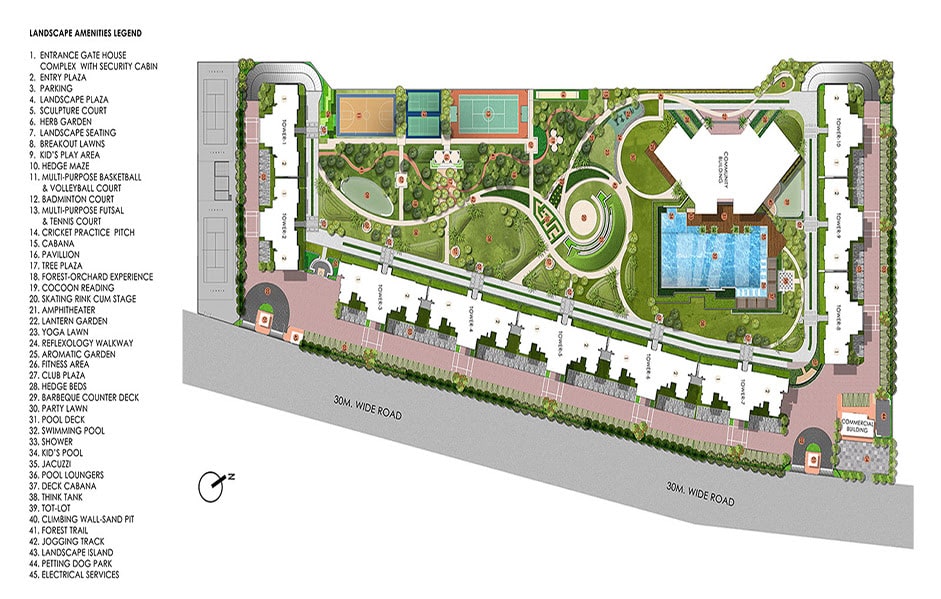 LANDSCAPE AMENITIES LEGEND
1. ENTRANCE GATE HOUSE
COMPLEX WITH SECURITY CABIN
2. ENTRY PLAZA
3. PARKING
4. LANDSCAPE PLAZA
5. SCULPTURE COURT
6. HERB GARDEN
7. LANDSCAPE SEATING
8. BREAKOUT LAWNS
9. KID'S PLAY AREA
10. HEDGE MAZE
11. MULTI-PURPOSE BASKETBALL
& VOLLEYBALL COURT
12. BADMINTON COURT
13. MULTI-PURPOSE FUTSAL
& TENNIS COURT
14. CRICKET PRACTICE PITCH
15. CABANA
16. PAVILLION
17. TREE PLAZA
18. FOREST-ORCHARD EXPERIENCE
19. COCOON READING
20. SKATING RINK CUM STAGE
21. AMPHITHEATER
22. LANTERN GARDEN
23. YOGA LAWN
24. REFLEXOLOGY WALKWAY
25. AROMATIC GARDEN
26. FITNESS AREA
27. CLUB PLAZA
28. HEDGE BEDS
29. BARBEQUE COUNTER DECK
30. PARTY LAWN
31. POOL DECK
32. SWIMMING POOL
33. SHOWER
34. KID'S POOL
35. JACUZZI
36. POOL LOUNGERS
37. DECK CABANA
38. THINK TANK
39. TOT-LOT
40. CLIMBING WALL-SAND PIT
41. FOREST TRAIL
42. JOGGING TRACK
43. LANDSCAPE ISLAND
44. PETTING DOG PARK
45. ELECTRICAL SERVICES
TOWER-1
TOWER-2
TOWER-3
TOWER-4
TOWER-5
TOWER-6
TOWER-7
TOWER-8
TOWER-9
TOWER-10
COMMUNITY
BUILDING
COMMERCIAL
BUILDING
30M. WIDE ROAD
30M. WIDE ROAD
N